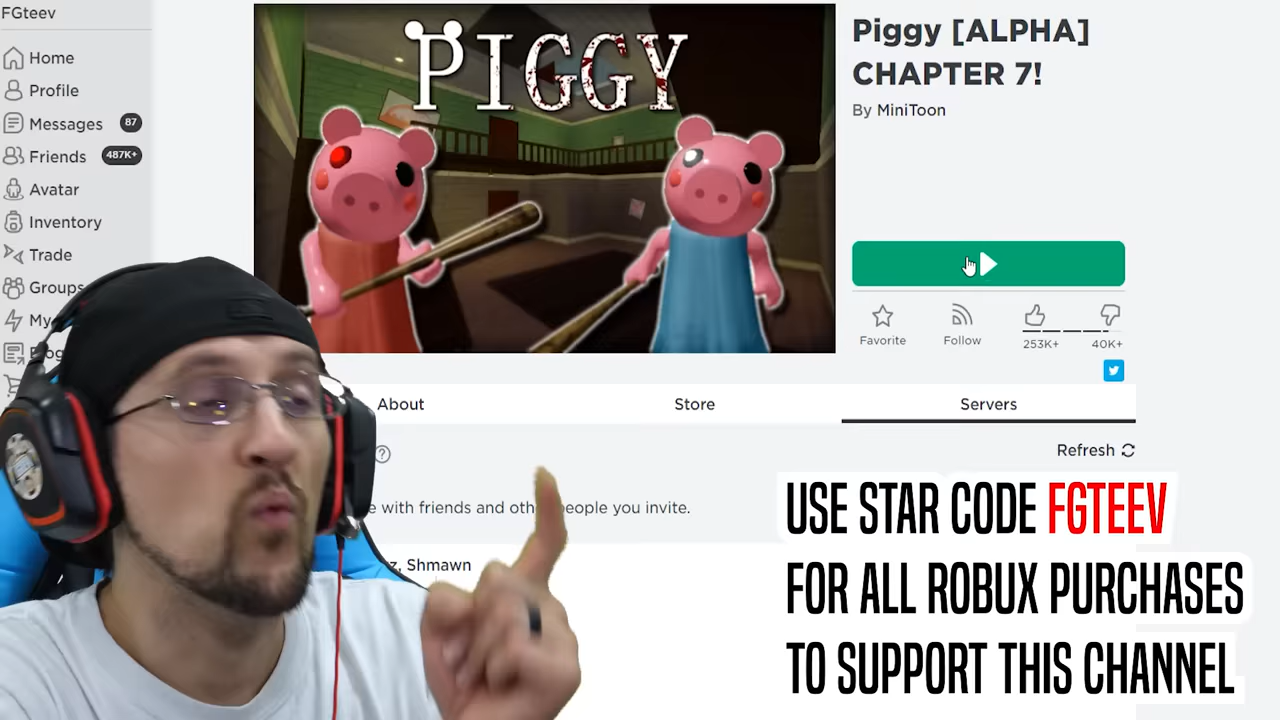 FGteev
Home
Profile
Messages 87
Friends 487K+
Avatar
Inventory
Trade
Groups
My
PIGGY
Piggy [ALPHA]
CHAPTER 7!
By MiniToon
Favorite
Follow
253K+
40K+
About
Store
Servers
Refresh
with friends and people you invite.
Shmawn
USE STAR CODE FGTEEV
FOR ALL ROBUX PURCHASES
TO SUPPORT THIS CHANNEL